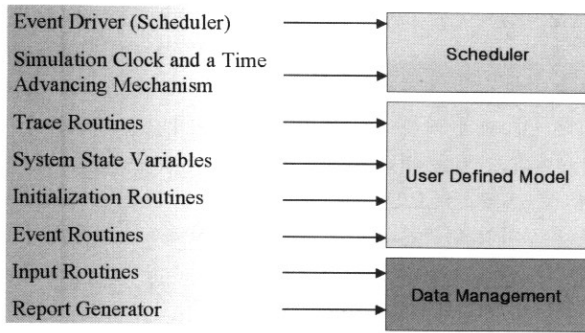 Event Driver (Scheduler)
Simulation Clock and a Time
Advancing Mechanism
Trace Routines
System State Variables
Initialization Routines
Event Routines
Input Routines
Report Generator
Scheduler
User Defined Model
Data Management